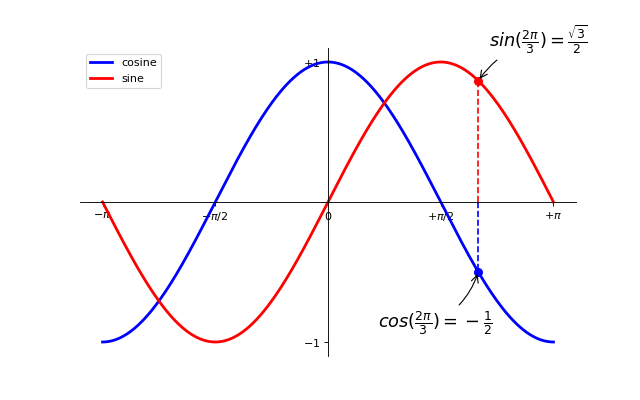 sin(2π/3) = √3/2
cosine
sine
+1
−π
−π/2
0
+π/2
+π
cos(2π/3) = −1/2
−1